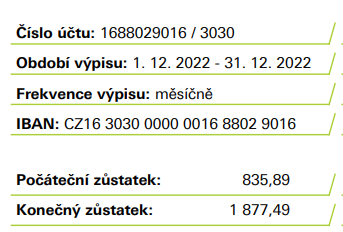 Číslo účtu: 1688029016 / 3030
Období výpisu: 1. 12. 2022 - 31. 12. 2022
Frekvence výpisu: měsíčně
IBAN: CZ16 3030 0000 0016 8802 9016
Počáteční zůstatek: 835,89
Konečný zůstatek: 1 877,49